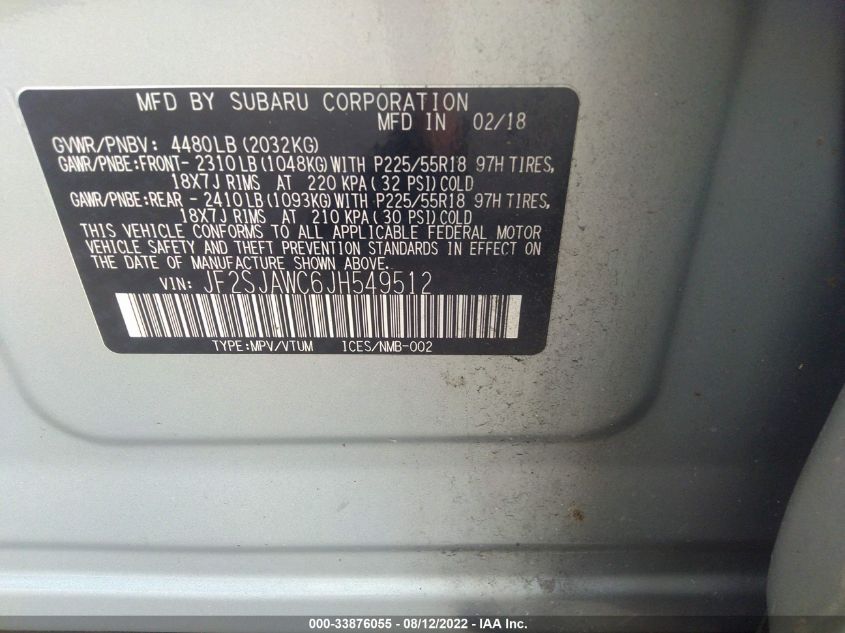 MFD BY SUBARU CORPORATION
MFD IN 02/18
GVWR/PNBV: 4480LB(2032KG)
GAWR/PNBE:FRONT- 2310LB(1048KG)WITH P225/55R18 97H TIRES,
18X7J RIMS AT 220 KPA( 32 PSI)COLD
GAWR/PNBE:REAR - 2410LB(1093KG)WITH P225/55R18 97H TIRES,
18X7J RIMS AT 210 KPA( 30 PSI)COLD
THIS VEHICLE CONFORMS TO ALL APPLICABLE FEDERAL MOTOR
VEHICLE SAFETY AND THEFT PREVENTION STANDARDS IN EFFECT ON
THE DATE OF MANUFACTURE SHOWN ABOVE.
VIN: JF2SJAWC6JH549512
TYPE:MPV/VTUM ICES/NMB-002
000-33876055 - 08/12/2022 - IAA Inc.